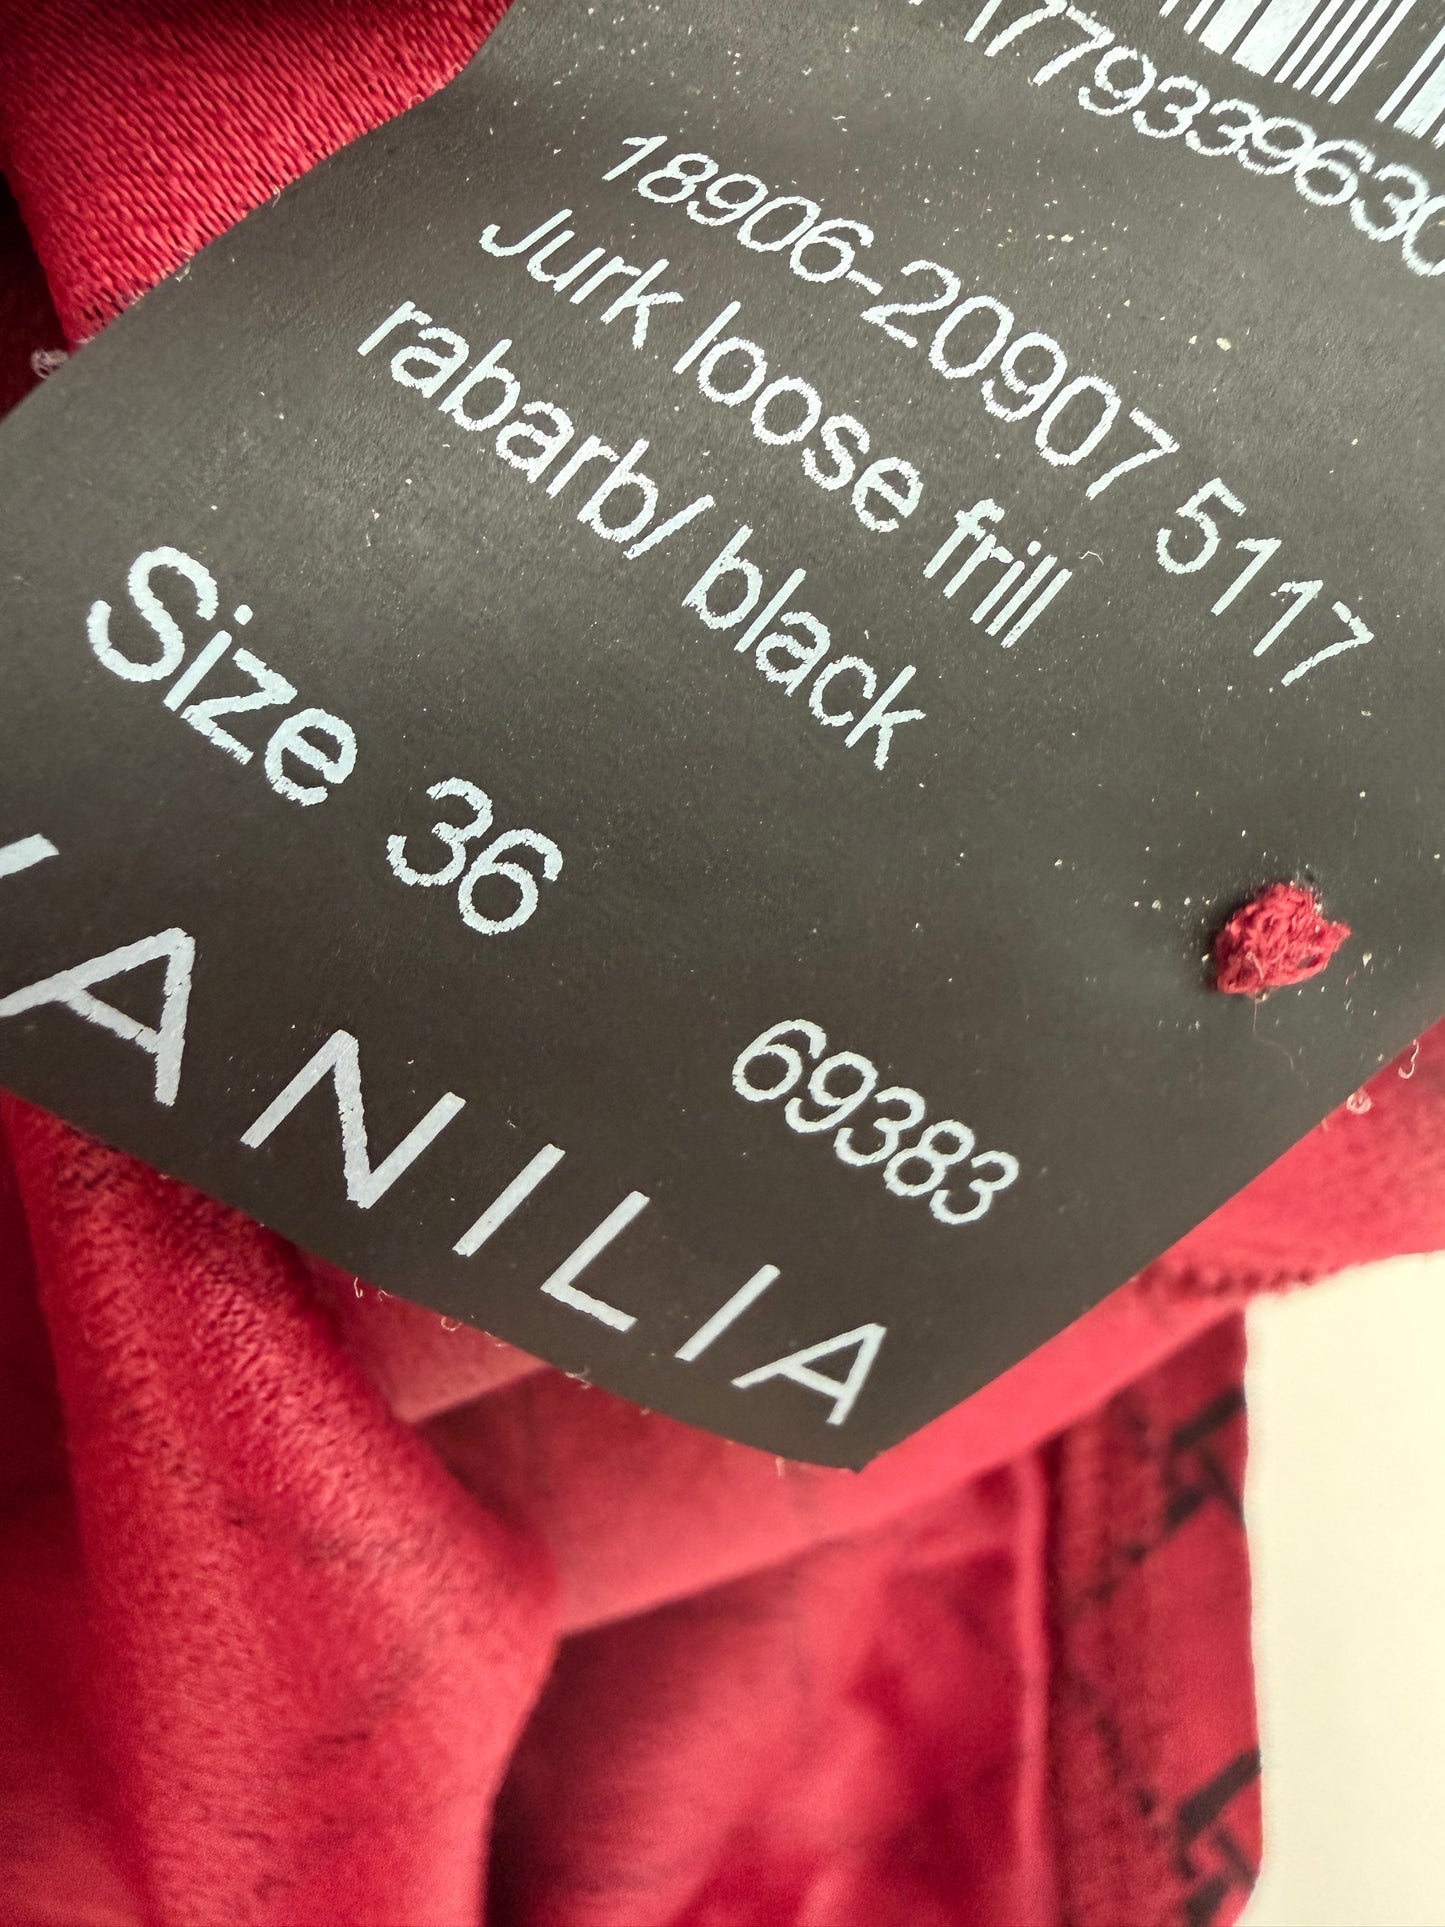 1779339630
18906-20907 5117
Jurk loose frill
rabarb/ black
Size 36
69383
ANILIA